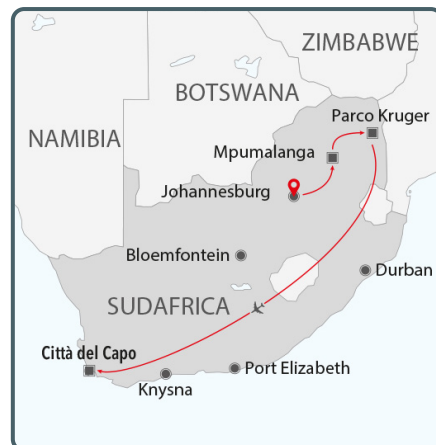 ZIMBABWE
BOTSWANA
Parco Kruger
NAMIBIA
Mpumalanga
Johannesburg
Bloemfontein
Durban
SUDAFRICA
Città del Capo
Port Elizabeth
Knysna